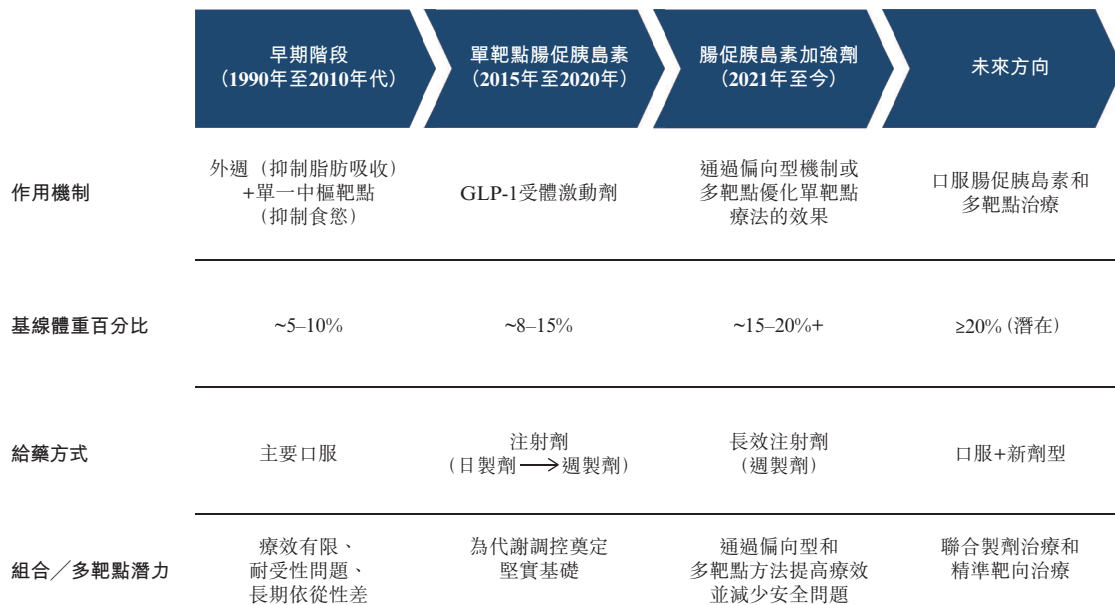 早期階段
（1990年至2010年代）
單靶點腸促胰島素
（2015年至2020年）
腸促胰島素加強劑
（2021年至今）
未來方向
作用機制
外週（抑制脂肪吸收）
+單一中樞靶點
（抑制食慾）
GLP-1受體激動劑
通過偏向型機制或
多靶點優化單靶點
療法的效果
口服腸促胰島素和
多靶點治療
基線體重百分比
~5–10%
~8–15%
~15–20%+
≥20%（潛在）
給藥方式
主要口服
注射劑
（日製劑→週製劑）
長效注射劑
（週製劑）
口服+新劑型
組合／多靶點潛力
療效有限、
耐受性問題、
長期依從性差
為代謝調控奠定
堅實基礎
通過偏向型和
多靶點方法提高療效
並減少安全問題
聯合製劑治療和
精準靶向治療